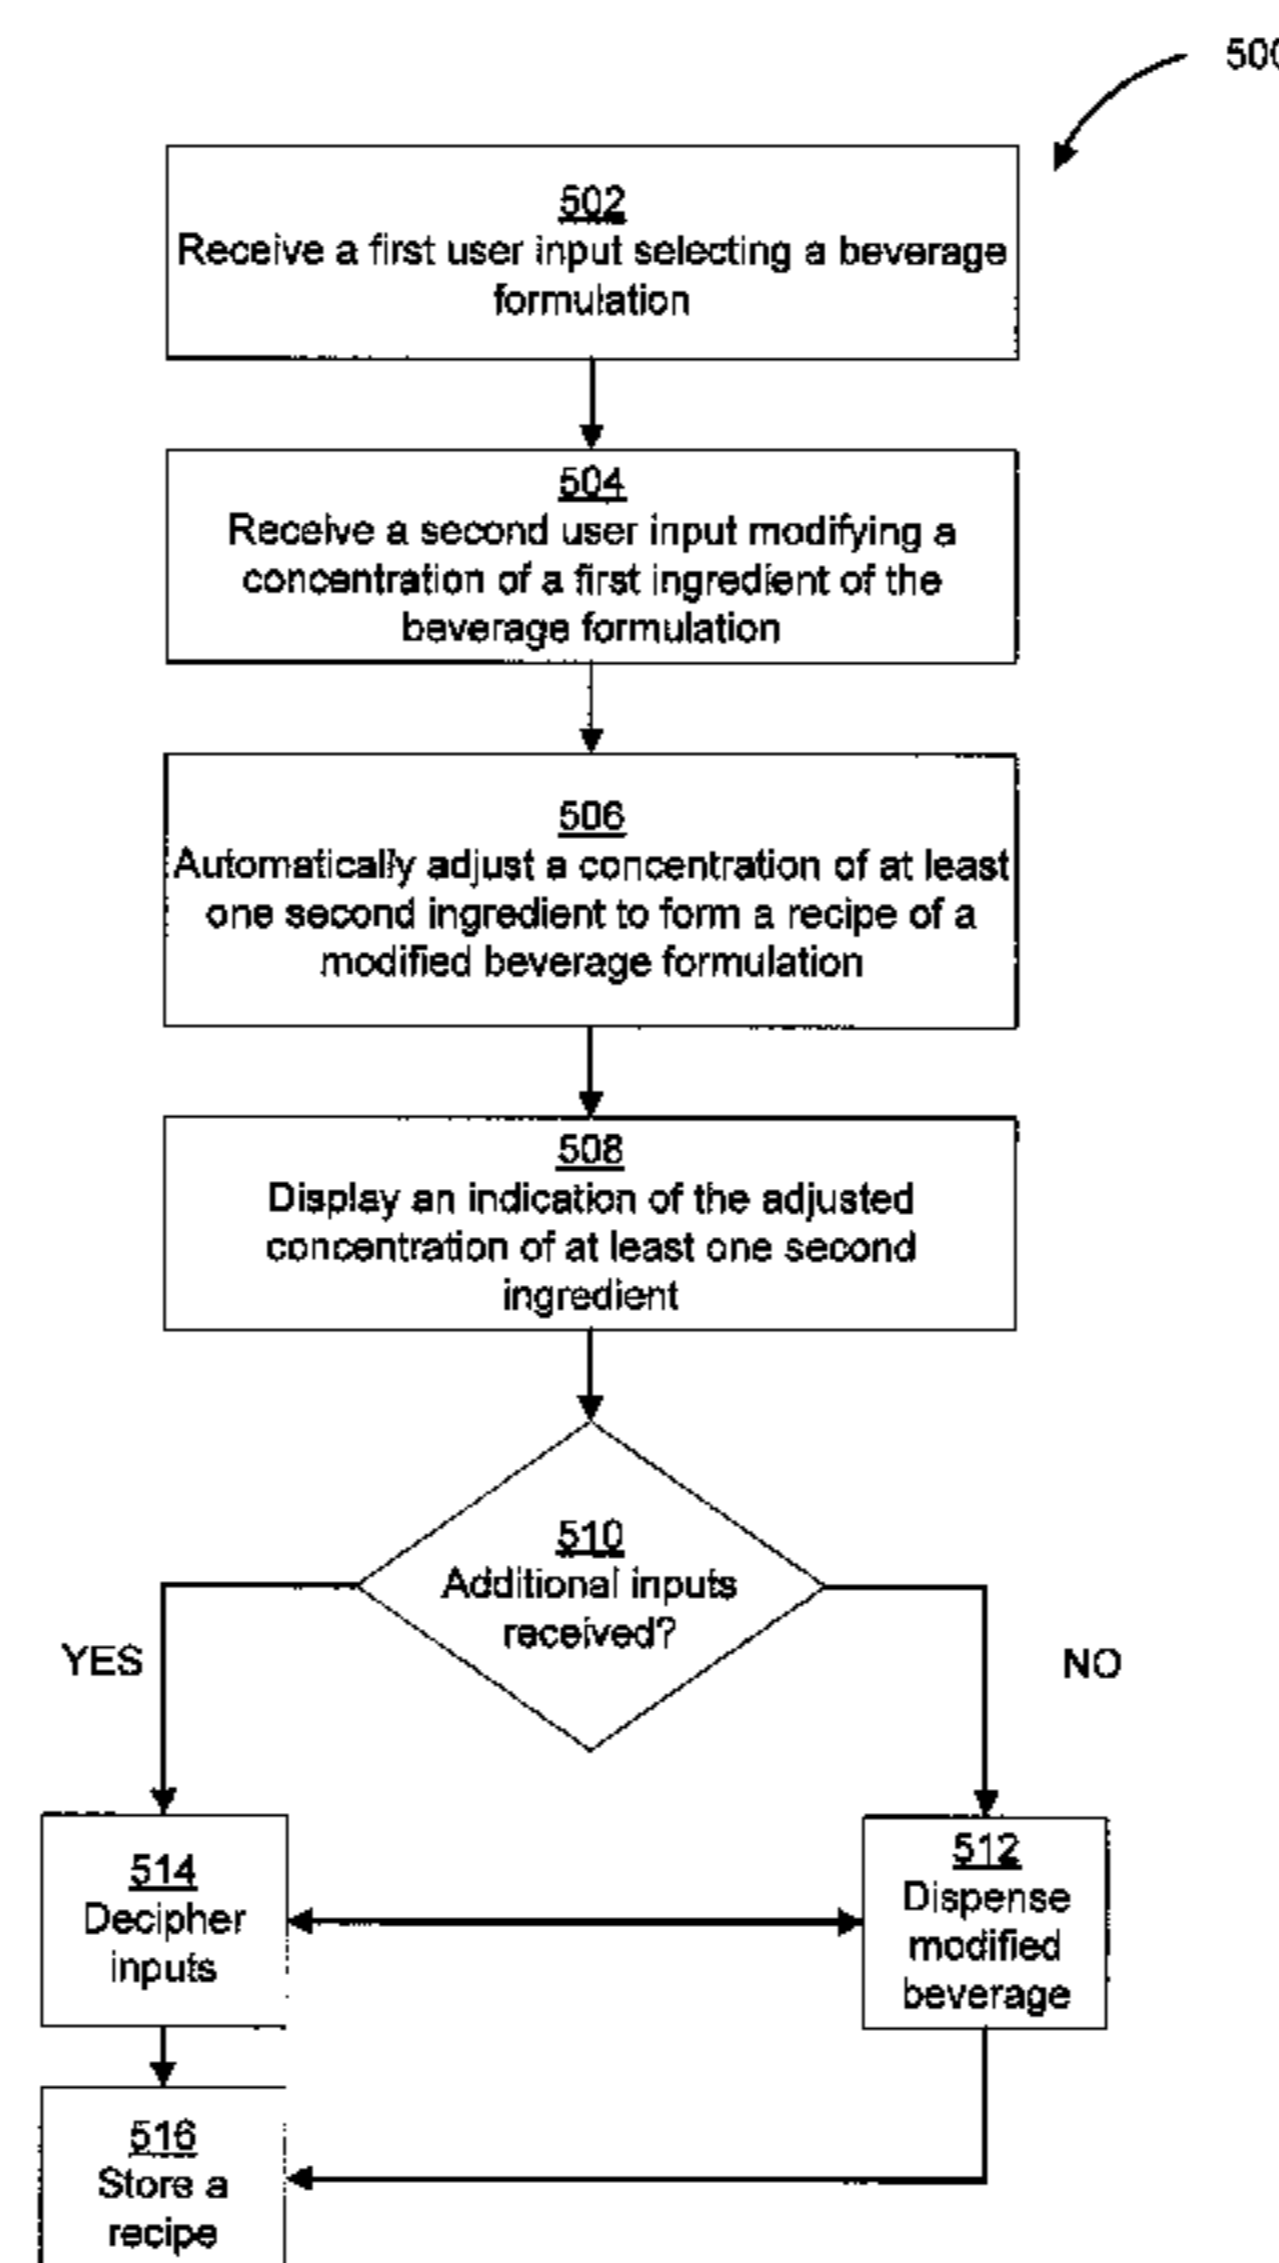 500
502
Receive a first user input selecting a beverage
formulation
504
Receive a second user input modifying a
concentration of a first ingredient of the
beverage formulation
506
Automatically adjust a concentration of at least
one second ingredient to form a recipe of a
modified beverage formulation
508
Display an indication of the adjusted
concentration of at least one second
ingredient
510
Additional inputs
received?
YES
NO
514
Decipher
inputs
512
Dispense
modified
beverage
516
Store a
recipe